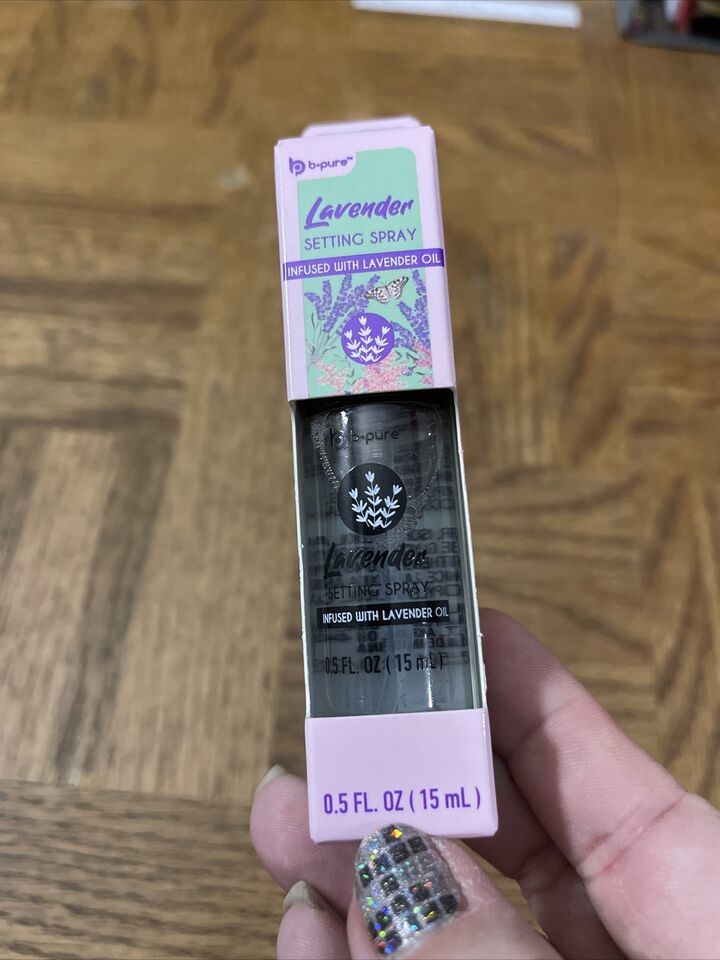 b•pure™
Lavender
SETTING SPRAY
INFUSED WITH LAVENDER OIL
b•pure
Lavender
SETTING SPRAY
INFUSED WITH LAVENDER OIL
0.5 FL. OZ ( 15 mL )
0.5 FL. OZ ( 15 mL )